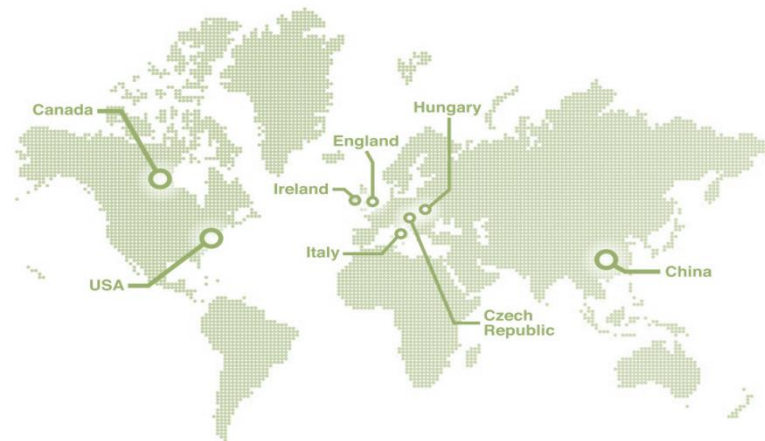 Canada
Hungary
England
Ireland
Italy
USA
China
Czech
Republic